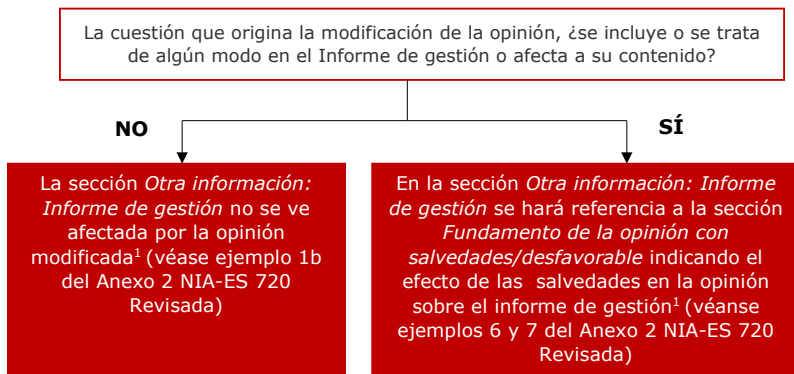 La cuestión que origina la modificación de la opinión, ¿se incluye o se trata
de algún modo en el Informe de gestión o afecta a su contenido?
NO
SÍ
La sección Otra información:
Informe de gestión no se ve
afectada por la opinión
modificada¹ (véase ejemplo 1b
del Anexo 2 NIA-ES 720
Revisada)
En la sección Otra información: Informe
de gestión se hará referencia a la sección
Fundamento de la opinión con
salvedades/desfavorable indicando el
efecto de las salvedades en la opinión
sobre el informe de gestión¹ (véanse
ejemplos 6 y 7 del Anexo 2 NIA-ES 720
Revisada)